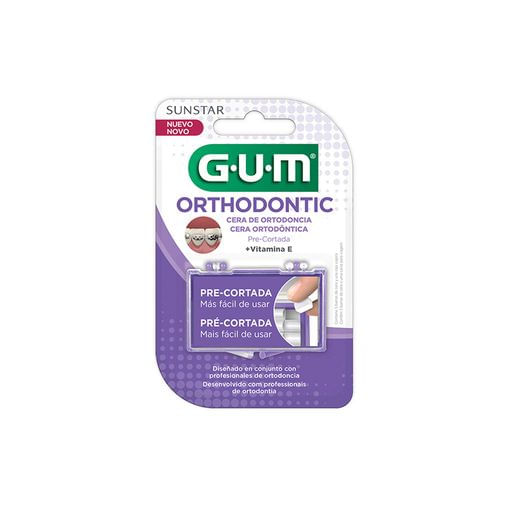 SUNSTAR
NUEVO
NOVO
G·U·M®
ORTHODONTIC
CERA DE ORTODONCIA
CERA ORTODÔNTICA
Pre-Cortada
+Vitamina E
PRE-CORTADA
Más fácil de usar
PRÉ-CORTADA
Mais fácil de usar
Diseñado en conjunto con
profesionales de ortodoncia
Desenvolvido com professionais
de ortodontia